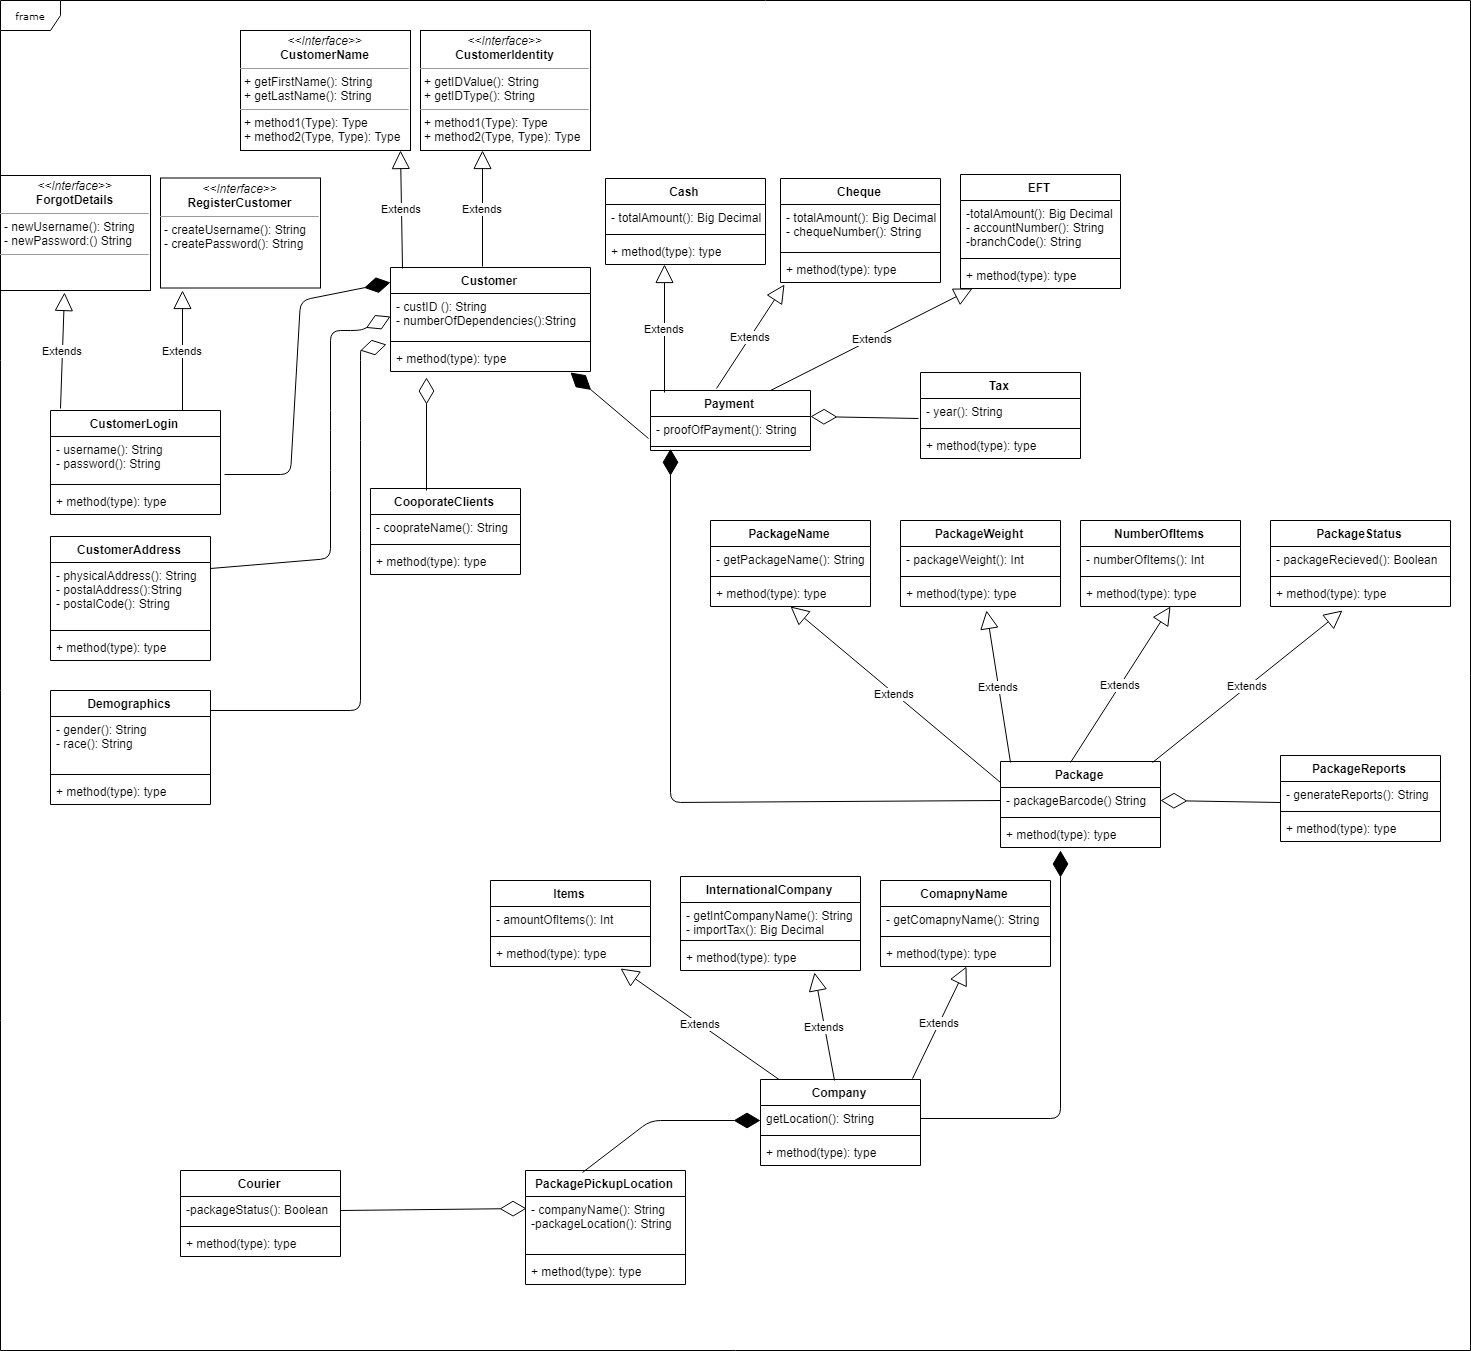 frame
<<Interface>>
CustomerName
+ getFirstName(): String
+ getLastName(): String
+ method1(Type): Type
+ method2(Type, Type): Type
<<Interface>>
CustomerIdentity
+ getIDValue(): String
+ getIDType(): String
+ method1(Type): Type
+ method2(Type, Type): Type
<<Interface>>
ForgotDetails
- newUsername(): String
- newPassword:() String
<<Interface>>
RegisterCustomer
- createUsername(): String
- createPassword(): String
Extends
Extends
Cash
- totalAmount(): Big Decimal
+ method(type): type
Cheque
- totalAmount(): Big Decimal
- chequeNumber(): String
+ method(type): type
EFT
-totalAmount(): Big Decimal
- accountNumber(): String
-branchCode(): String
+ method(type): type
Customer
- custID (): String
- numberOfDependencies():String
+ method(type): type
Extends
Extends
Extends
Extends
Extends
CustomerLogin
- username(): String
- password(): String
+ method(type): type
Payment
- proofOfPayment(): String
Tax
- year(): String
+ method(type): type
CooporateClients
- cooprateName(): String
+ method(type): type
CustomerAddress
- physicalAddress(): String
- postalAddress():String
- postalCode(): String
+ method(type): type
PackageName
- getPackageName(): String
+ method(type): type
PackageWeight
- packageWeight(): Int
+ method(type): type
NumberOfItems
- numberOfItems(): Int
+ method(type): type
PackageStatus
- packageRecieved(): Boolean
+ method(type): type
Extends
Extends
Extends
Extends
Demographics
- gender(): String
- race(): String
+ method(type): type
Package
- packageBarcode() String
+ method(type): type
PackageReports
- generateReports(): String
+ method(type): type
Items
- amountOfItems(): Int
+ method(type): type
InternationalCompany
- getIntCompanyName(): String
- importTax(): Big Decimal
+ method(type): type
ComapnyName
- getComapnyName(): String
+ method(type): type
Extends
Extends
Extends
Company
getLocation(): String
+ method(type): type
Courier
-packageStatus(): Boolean
+ method(type): type
PackagePickupLocation
- companyName(): String
-packageLocation(): String
+ method(type): type